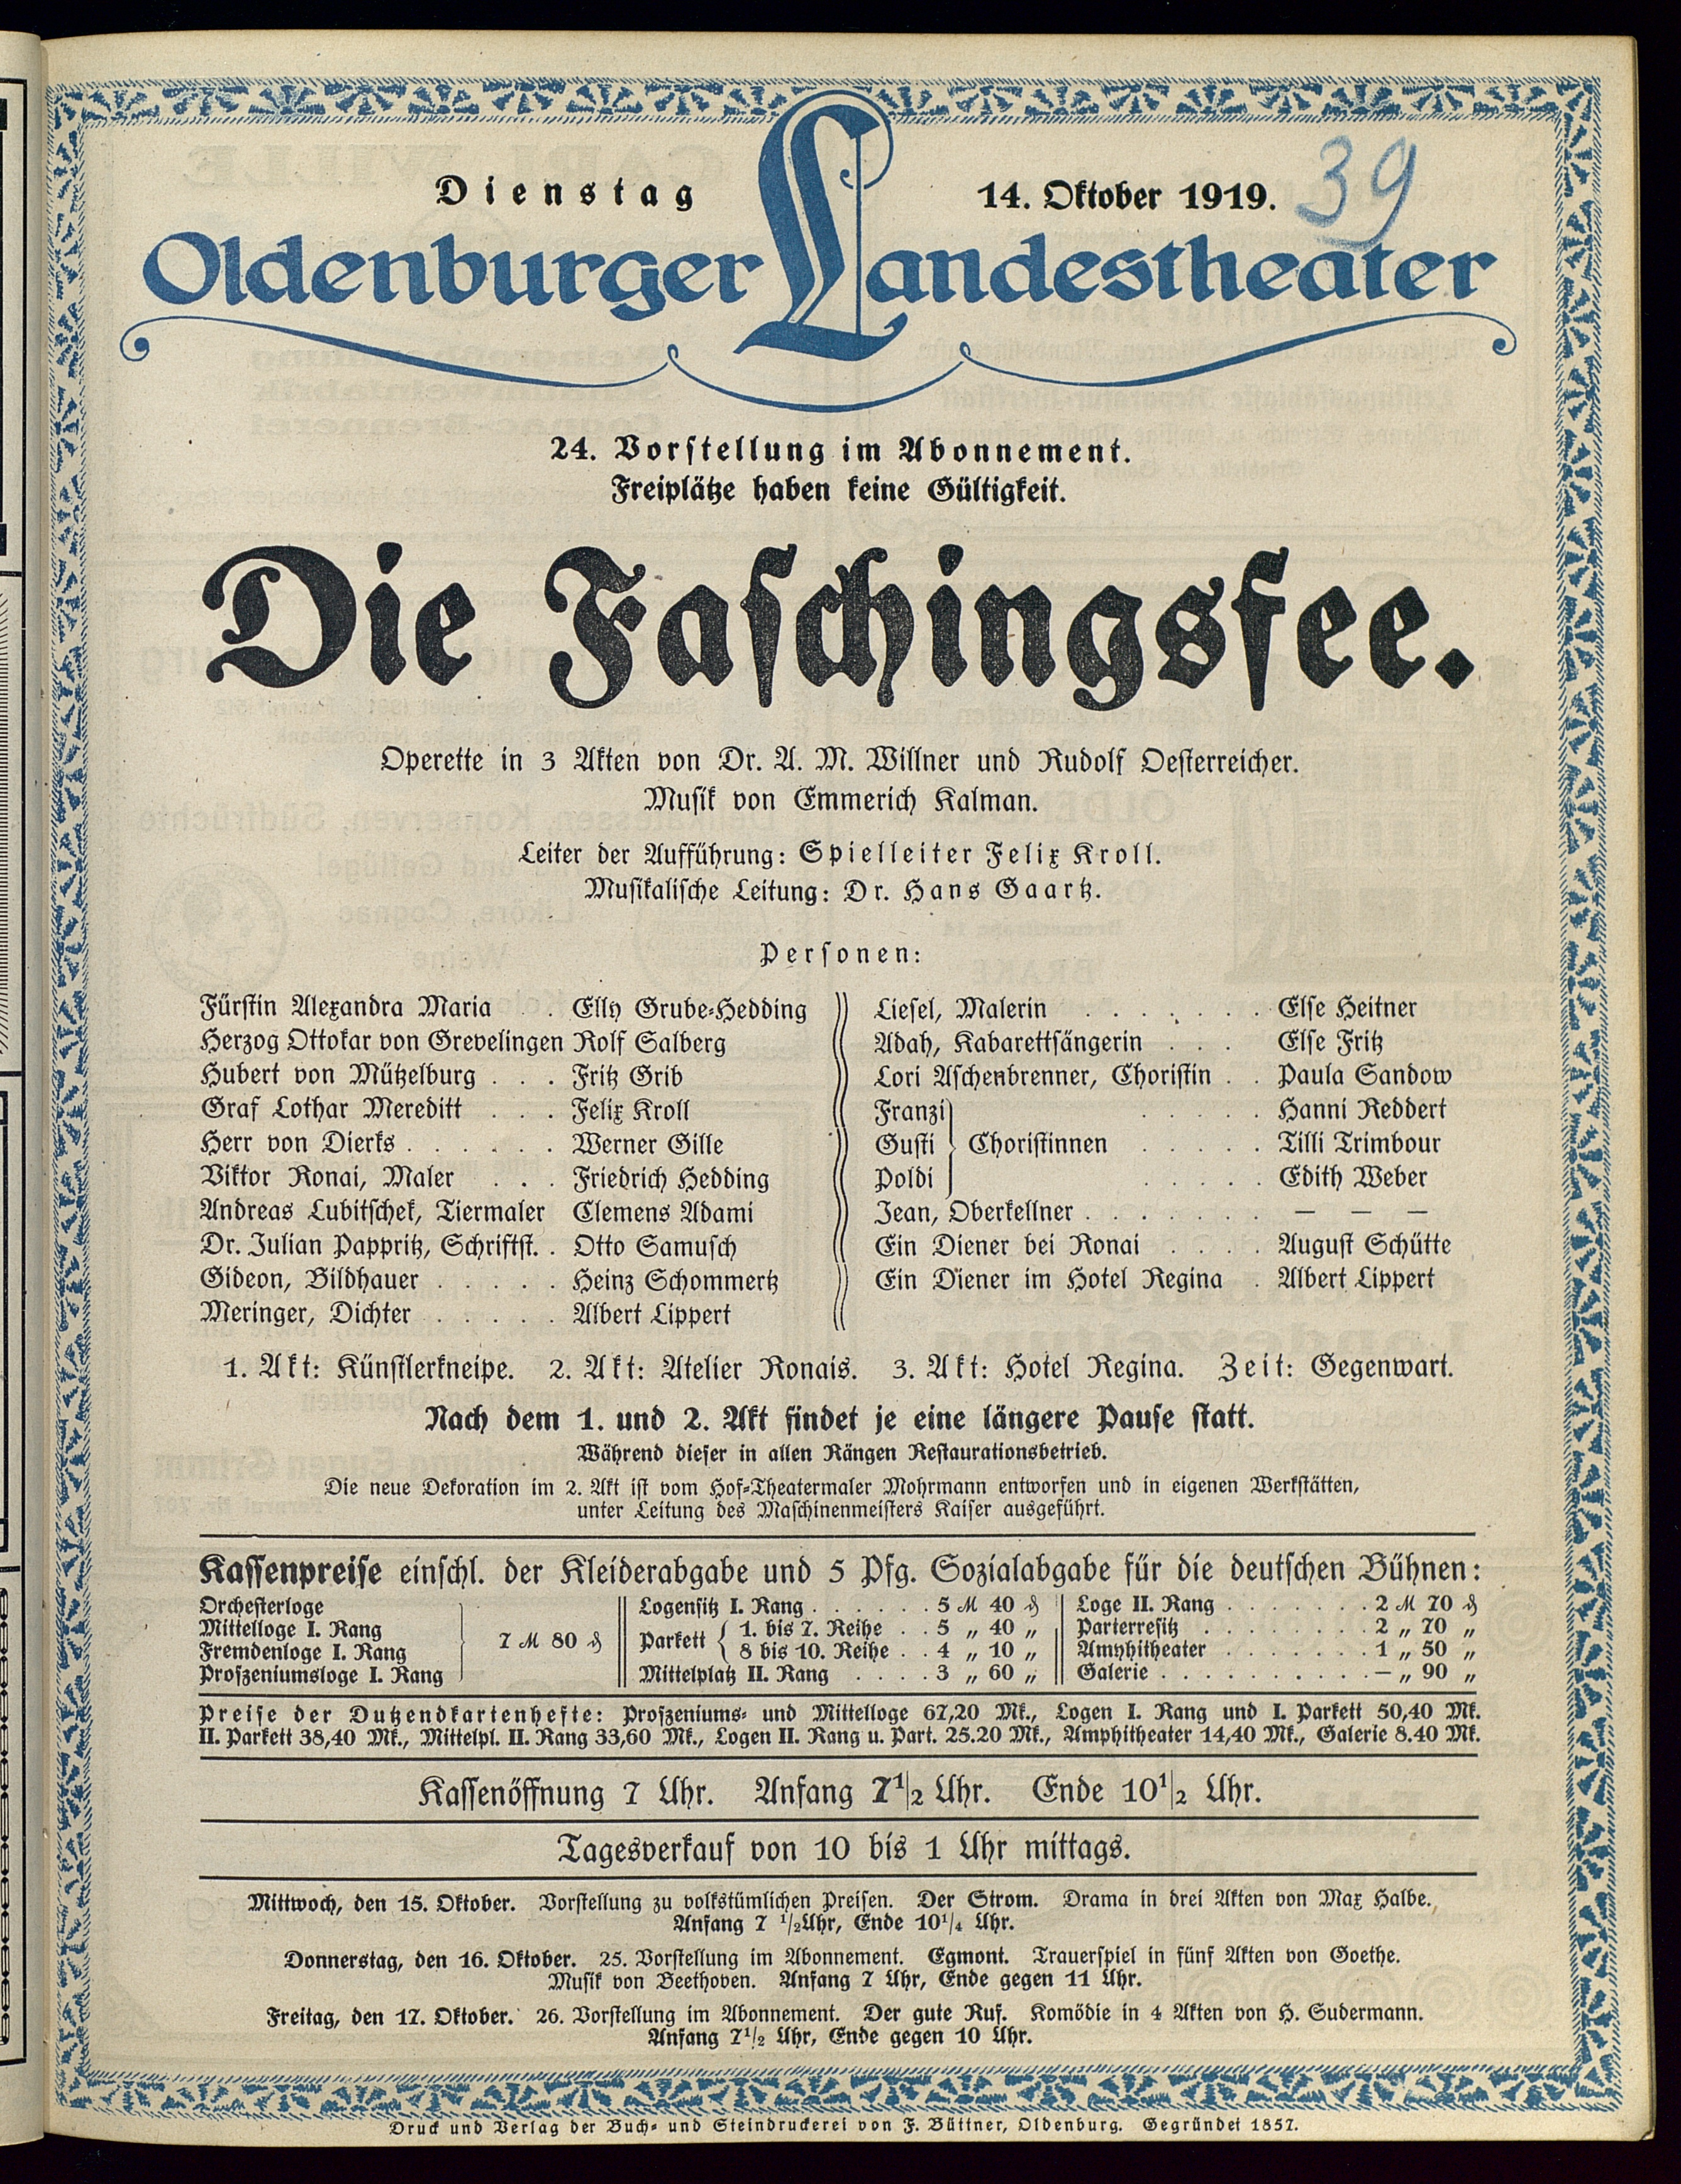 Dienstag 14. Oktober 1919. 39
Oldenburger Landestheater
24. Vorstellung im Abonnement.
Freiplätze haben keine Gültigkeit.
Die Faschingsfee.
Operette in 3 Akten von Dr. A. M. Willner und Rudolf Oesterreicher.
Musik von Emmerich Kalman.
Leiter der Aufführung: Spielleiter Felix Kroll.
Musikalische Leitung: Dr. Hans Gaartz.
Personen:
Fürstin Alexandra Maria . . Elly Grube-Hedding
Herzog Ottokar von Grevelingen Rolf Salberg
Hubert von Mützelburg . . . Fritz Grib
Graf Lothar Mereditt . . . Felix Kroll
Herr von Dierks . . . . . . Werner Gille
Viktor Ronai, Maler . . . Friedrich Hedding
Andreas Lubitschek, Tiermaler Clemens Adami
Dr. Julian Pappritz, Schriftst. . Otto Samusch
Gideon, Bildhauer . . . . . Heinz Schommertz
Meringer, Dichter . . . . . Albert Lippert
Liesel, Malerin . . . . . . . Else Heitner
Adah, Kabarettsängerin . . . Else Fritz
Lori Aschenbrenner, Choristin . . Paula Sandow
Franzi . . . . . Hanni Reddert
Gusti } Choristinnen . . . . . Tilli Trimbour
Poldi . . . . . Edith Weber
Jean, Oberkellner . . . . . . . — — —
Ein Diener bei Ronai . . . . August Schütte
Ein Diener im Hotel Regina . Albert Lippert
1. Akt: Künstlerkneipe. 2. Akt: Atelier Ronais. 3. Akt: Hotel Regina. Zeit: Gegenwart.
Nach dem 1. und 2. Akt findet je eine längere Pause statt.
Während dieser in allen Rängen Restaurationsbetrieb.
Die neue Dekoration im 2. Akt ist vom Hof-Theatermaler Mohrmann entworfen und in eigenen Werkstätten,
unter Leitung des Maschinenmeisters Kaiser ausgeführt.
Kassenpreise einschl. der Kleiderabgabe und 5 Pfg. Sozialabgabe für die deutschen Bühnen:
Orchesterloge
Mittelloge I. Rang
Fremdenloge I. Rang
Proszeniumsloge I. Rang
7 M 80 ₰
Logensitz I. Rang . . . . . . 5 M 40 ₰
Parkett { 1. bis 7. Reihe . . 5 „ 40 „
8 bis 10. Reihe . . 4 „ 10 „
Mittelplatz II. Rang . . . . 3 „ 60 „
Loge II. Rang . . . . . . . 2 M 70 ₰
Parterresitz . . . . . . . . 2 „ 70 „
Amphitheater . . . . . . . 1 „ 50 „
Galerie . . . . . . . . . . — „ 90 „
Preise der Dutzendkartenhefte: Proszeniums- und Mittelloge 67,20 Mk., Logen I. Rang und I. Parkett 50,40 Mk.
II. Parkett 38,40 Mk., Mittelpl. II. Rang 33,60 Mk., Logen II. Rang u. Part. 25.20 Mk., Amphitheater 14,40 Mk., Galerie 8.40 Mk.
Kassenöffnung 7 Uhr. Anfang 7 1/2 Uhr. Ende 10 1/2 Uhr.
Tagesverkauf von 10 bis 1 Uhr mittags.
Mittwoch, den 15. Oktober. Vorstellung zu volkstümlichen Preisen. Der Strom. Drama in drei Akten von Max Halbe.
Anfang 7 1/2 Uhr, Ende 10 1/4 Uhr.
Donnerstag, den 16. Oktober. 25. Vorstellung im Abonnement. Egmont. Trauerspiel in fünf Akten von Goethe.
Musik von Beethoven. Anfang 7 Uhr, Ende gegen 11 Uhr.
Freitag, den 17. Oktober. 26. Vorstellung im Abonnement. Der gute Ruf. Komödie in 4 Akten von H. Sudermann.
Anfang 7 1/2 Uhr, Ende gegen 10 Uhr.
Druck und Verlag der Buch- und Steindruckerei von F. Büttner, Oldenburg. Gegründet 1857.